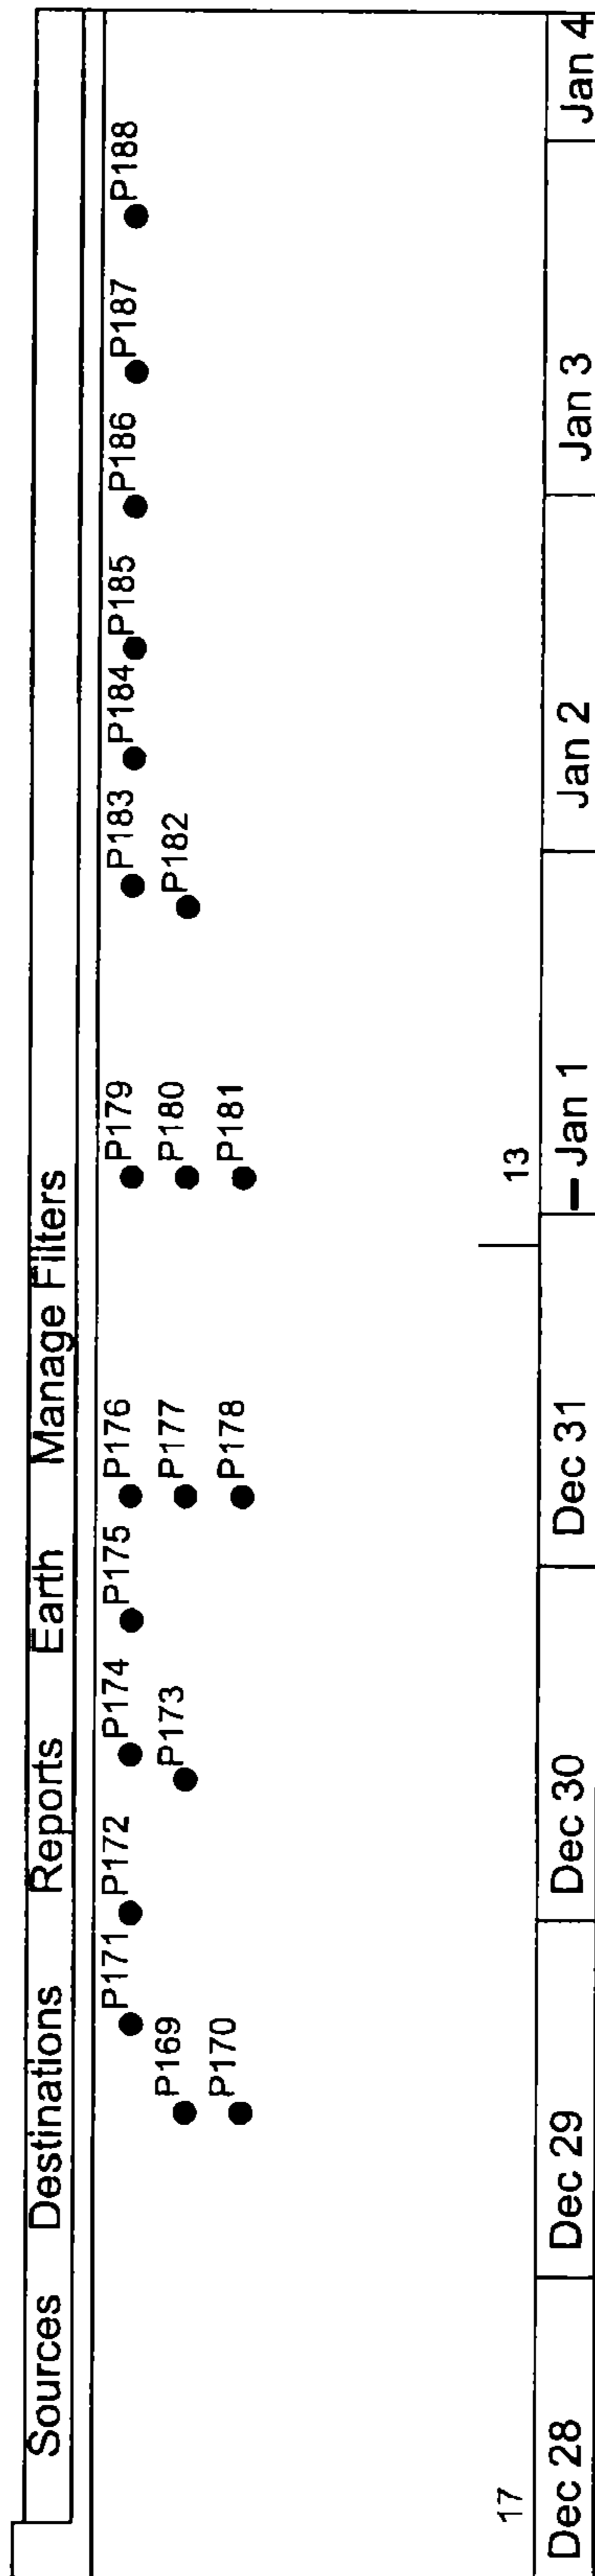 Sources Destinations Reports Earth Manage Filters
P171 P172 P174 P175 P176 P179 P183 P184 P185 P186 P187 P188
P169 P173 P177 P180 P182
P170 P178 P181
17 13
Dec 28 Dec 29 Dec 30 Dec 31 Jan 1 Jan 2 Jan 3 Jan 4